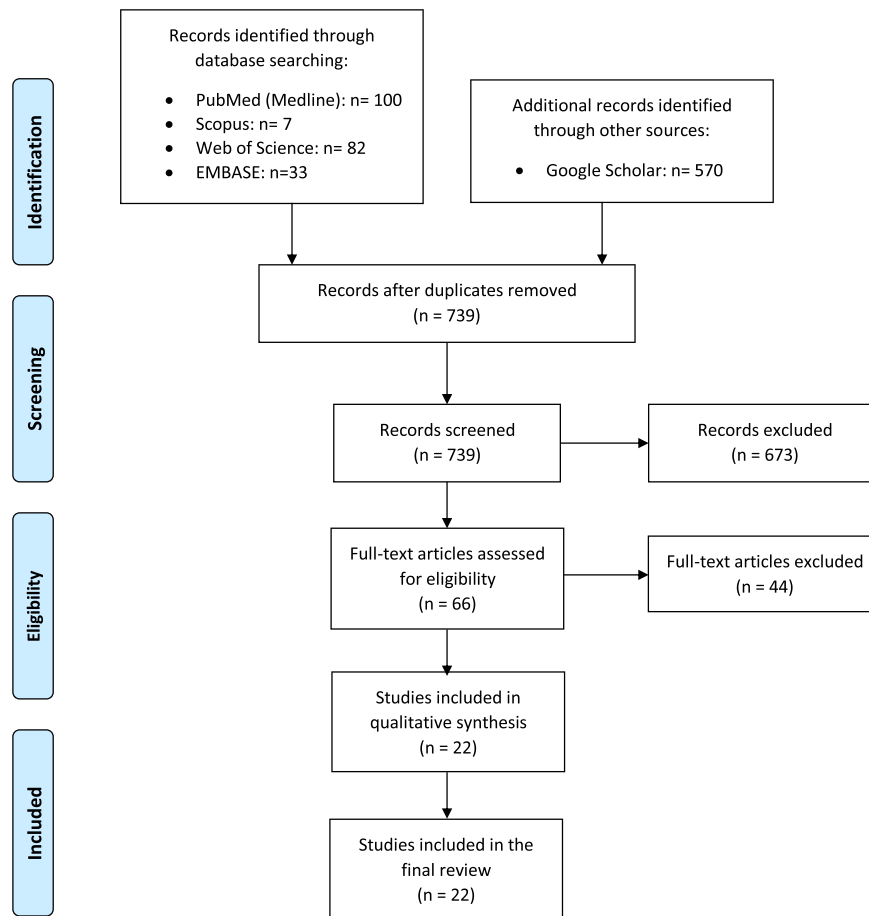 Records identified through
database searching:
• PubMed (Medline): n= 100
• Scopus: n= 7
• Web of Science: n= 82
• EMBASE: n=33
Additional records identified
through other sources:
• Google Scholar: n= 570
Identification
Records after duplicates removed
(n = 739)
Screening
Records screened
(n = 739)
Records excluded
(n = 673)
Eligibility
Full-text articles assessed
for eligibility
(n = 66)
Full-text articles excluded
(n = 44)
Studies included in
qualitative synthesis
(n = 22)
Included
Studies included in the
final review
(n = 22)